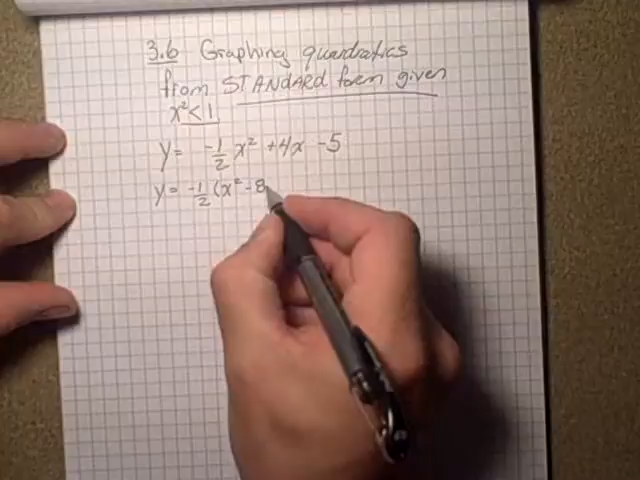 3.6 Graphing quadratics
from STANDARD form given
x² < 1
y = -1/2 x² + 4x - 5
y = -1/2 (x² - 8